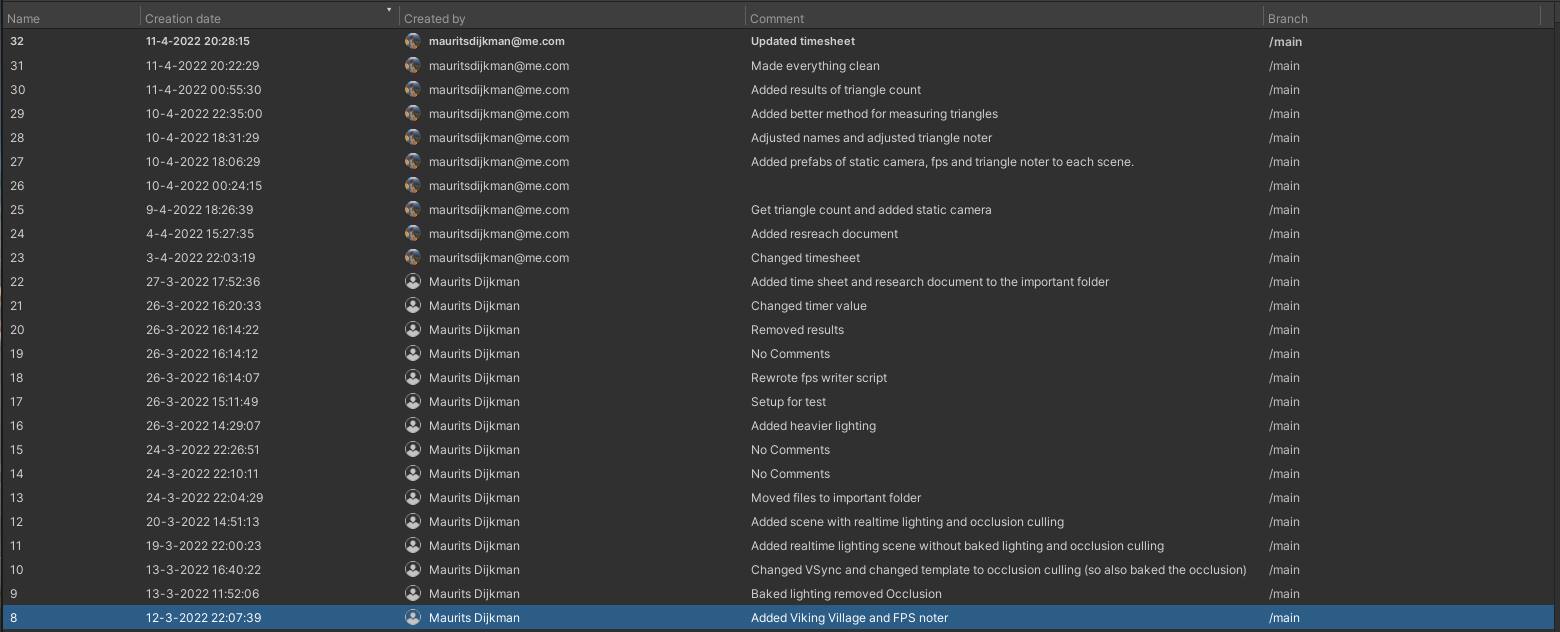 Name Creation date Created by Comment Branch
32 11-4-2022 20:28:15 mauritsdijkman@me.com Updated timesheet /main
31 11-4-2022 20:22:29 mauritsdijkman@me.com Made everything clean /main
30 11-4-2022 00:55:30 mauritsdijkman@me.com Added results of triangle count /main
29 10-4-2022 22:35:00 mauritsdijkman@me.com Added better method for measuring triangles /main
28 10-4-2022 18:31:29 mauritsdijkman@me.com Adjusted names and adjusted triangle noter /main
27 10-4-2022 18:06:29 mauritsdijkman@me.com Added prefabs of static camera, fps and triangle noter to each scene. /main
26 10-4-2022 00:24:15 mauritsdijkman@me.com /main
25 9-4-2022 18:26:39 mauritsdijkman@me.com Get triangle count and added static camera /main
24 4-4-2022 15:27:35 mauritsdijkman@me.com Added resreach document /main
23 3-4-2022 22:03:19 mauritsdijkman@me.com Changed timesheet /main
22 27-3-2022 17:52:36 Maurits Dijkman Added time sheet and research document to the important folder /main
21 26-3-2022 16:20:33 Maurits Dijkman Changed timer value /main
20 26-3-2022 16:14:22 Maurits Dijkman Removed results /main
19 26-3-2022 16:14:12 Maurits Dijkman No Comments /main
18 26-3-2022 16:14:07 Maurits Dijkman Rewrote fps writer script /main
17 26-3-2022 15:11:49 Maurits Dijkman Setup for test /main
16 26-3-2022 14:29:07 Maurits Dijkman Added heavier lighting /main
15 24-3-2022 22:26:51 Maurits Dijkman No Comments /main
14 24-3-2022 22:10:11 Maurits Dijkman No Comments /main
13 24-3-2022 22:04:29 Maurits Dijkman Moved files to important folder /main
12 20-3-2022 14:51:13 Maurits Dijkman Added scene with realtime lighting and occlusion culling /main
11 19-3-2022 22:00:23 Maurits Dijkman Added realtime lighting scene without baked lighting and occlusion culling /main
10 13-3-2022 16:40:22 Maurits Dijkman Changed VSync and changed template to occlusion culling (so also baked the occlusion) /main
9 13-3-2022 11:52:06 Maurits Dijkman Baked lighting removed Occlusion /main
8 12-3-2022 22:07:39 Maurits Dijkman Added Viking Village and FPS noter /main